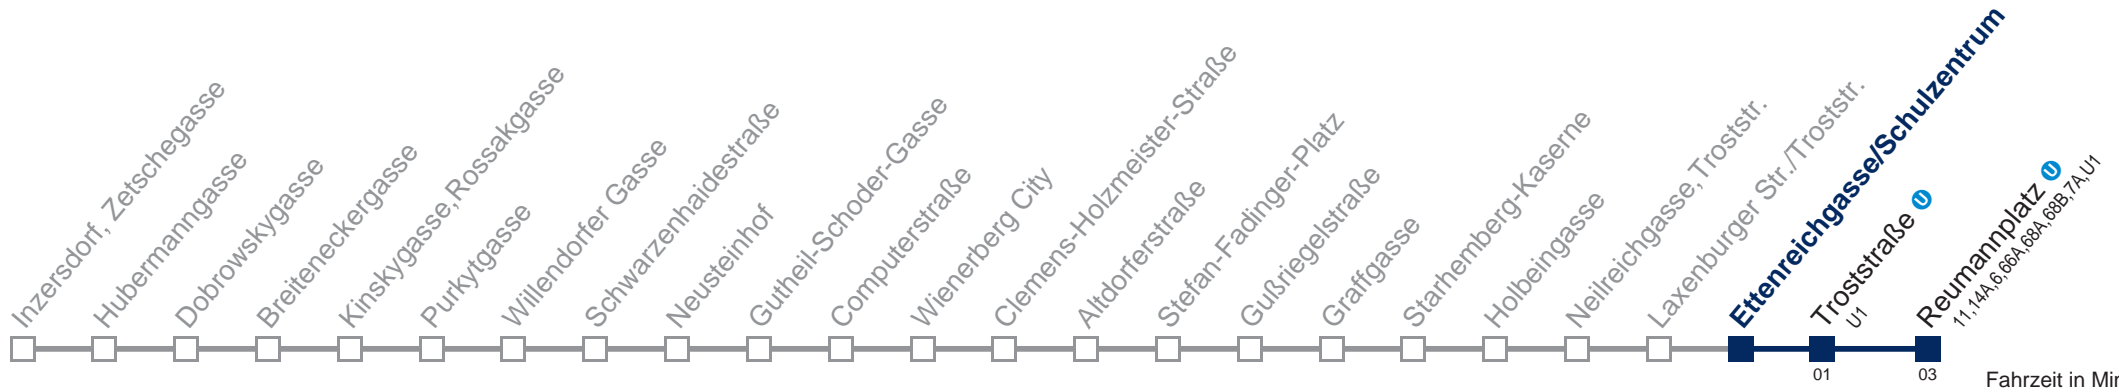 Inzersdorf, Zetschegasse
Hubermanngasse
Dobrowskygasse
Breiteneckergasse
Kinskygasse, Rossakgasse
Purkytgasse
Willendorfer Gasse
Schwarzenhaidestraße
Neusteinhof
Gutheil-Schoder-Gasse
Computerstraße
Wienerberg City
Clemens-Holzmeister-Straße
Altdorferstraße
Stefan-Fadinger-Platz
Gußriegelstraße
Graffgasse
Starhemberg-Kaserne
Holbeingasse
Neilreichgasse, Troststr.
Laxenburger Str./Troststr.
Ettenreichgasse/Schulzentrum
Troststraße U
U1
Reumannplatz U
11,14A,6,66A,68A,68B,7A,U1
01
03
Fahrzeit in Min